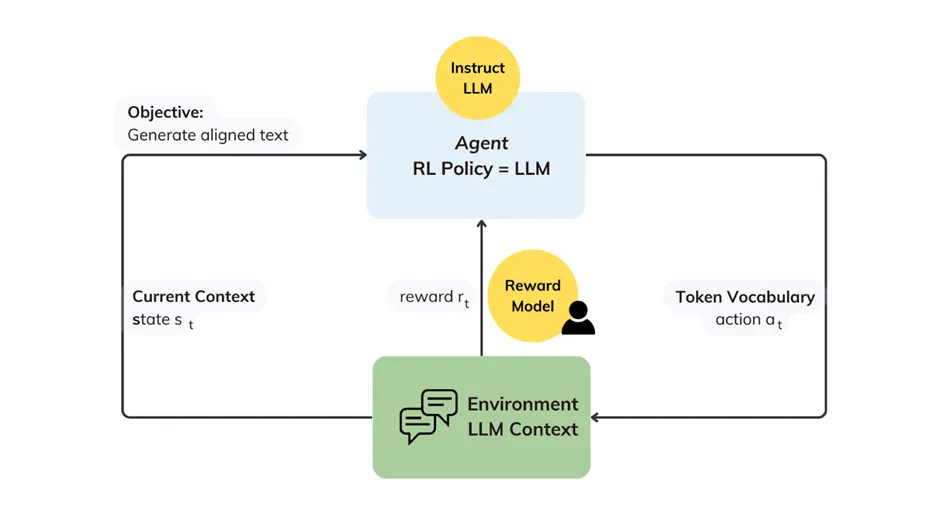 Instruct
LLM
Objective:
Generate aligned text
Agent
RL Policy = LLM
Current Context
state s t
reward r t
Reward
Model
Token Vocabulary
action a t
Environment
LLM Context